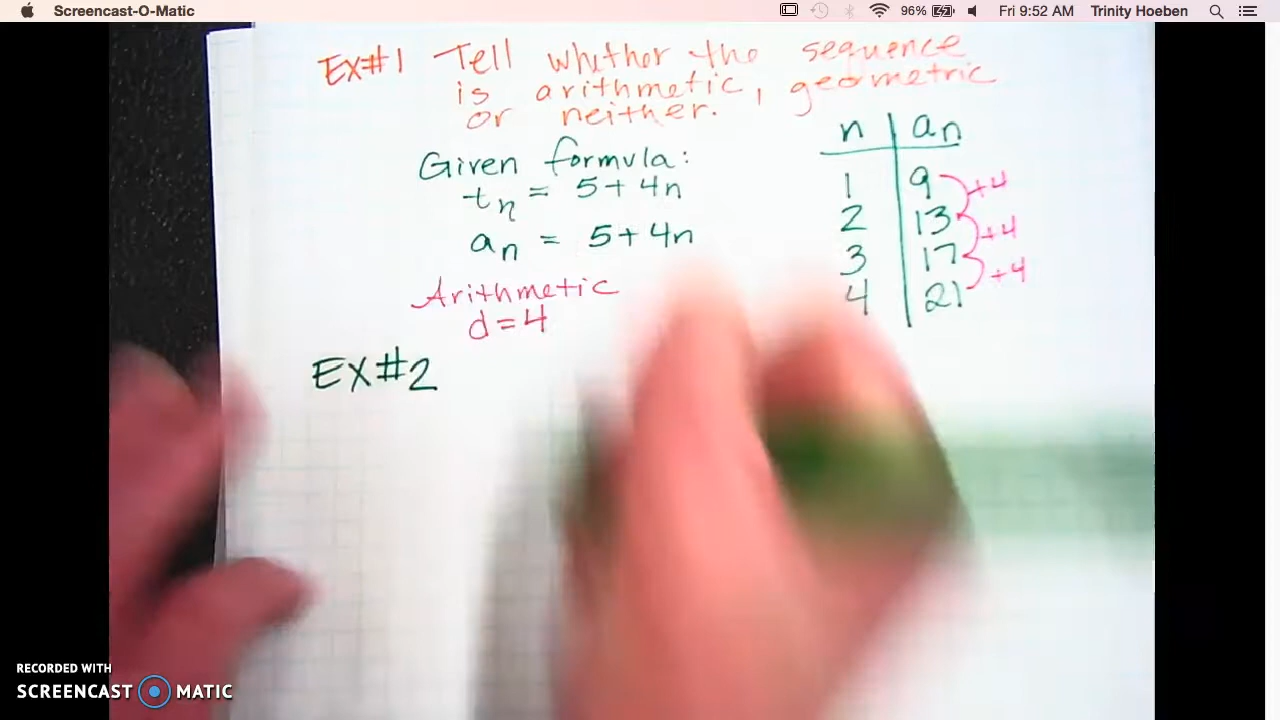 Screencast-O-Matic
96%
Fri 9:52 AM Trinity Hoeben
Ex#1 Tell whether the sequence
is arithmetic, geometric
or neither.
Given formula:
tn = 5+4n
an = 5+4n
Arithmetic
d=4
n an
1 9 +4
2 13 +4
3 17 +4
4 21
EX#2
RECORDED WITH
SCREENCAST MATIC